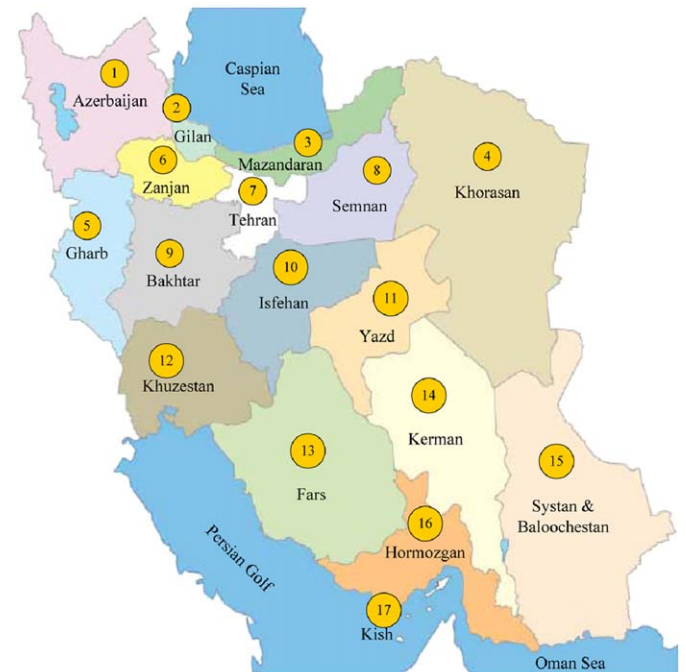 Caspian
Sea
1
Azerbaijan
2
Gilan
3
Mazandaran
4
Khorasan
6
Zanjan
7
Tehran
8
Semnan
5
Gharb
9
Bakhtar
10
Isfehan
11
Yazd
12
Khuzestan
14
Kerman
13
Fars
15
Systan &
Baloochestan
16
Hormozgan
Persian Golf
17
Kish
Oman Sea